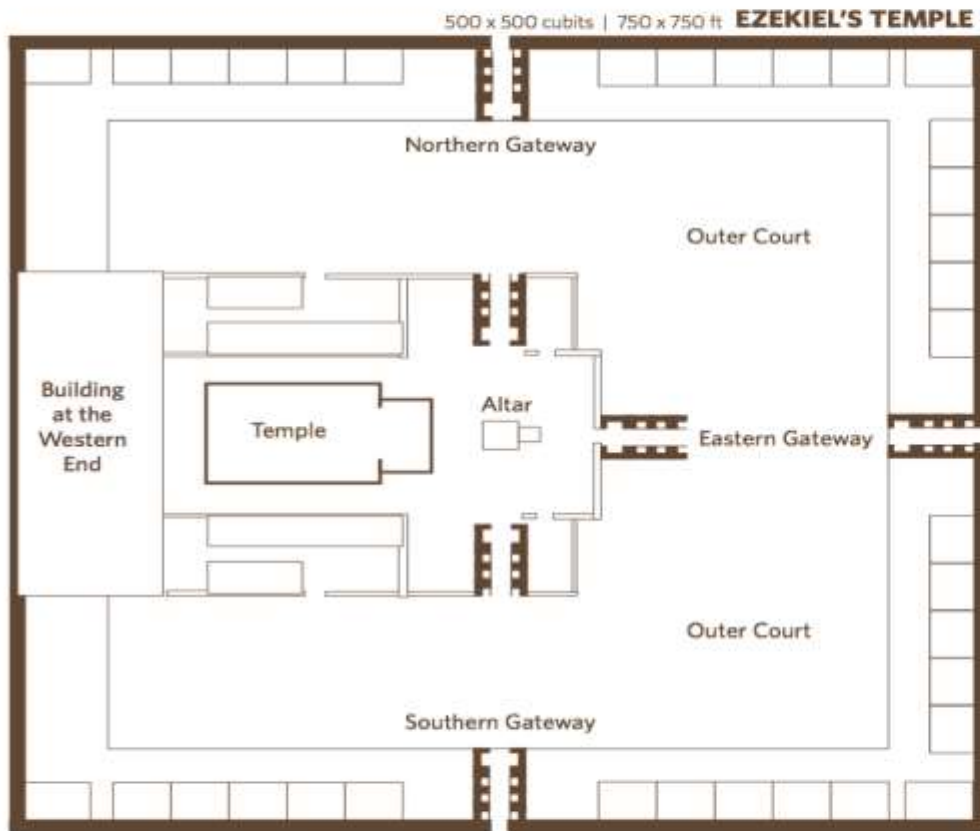 500 x 500 cubits | 750 x 750 ft EZEKIEL'S TEMPLE
Northern Gateway
Outer Court
Building
at the
Western
End
Temple
Altar
Eastern Gateway
Outer Court
Southern Gateway